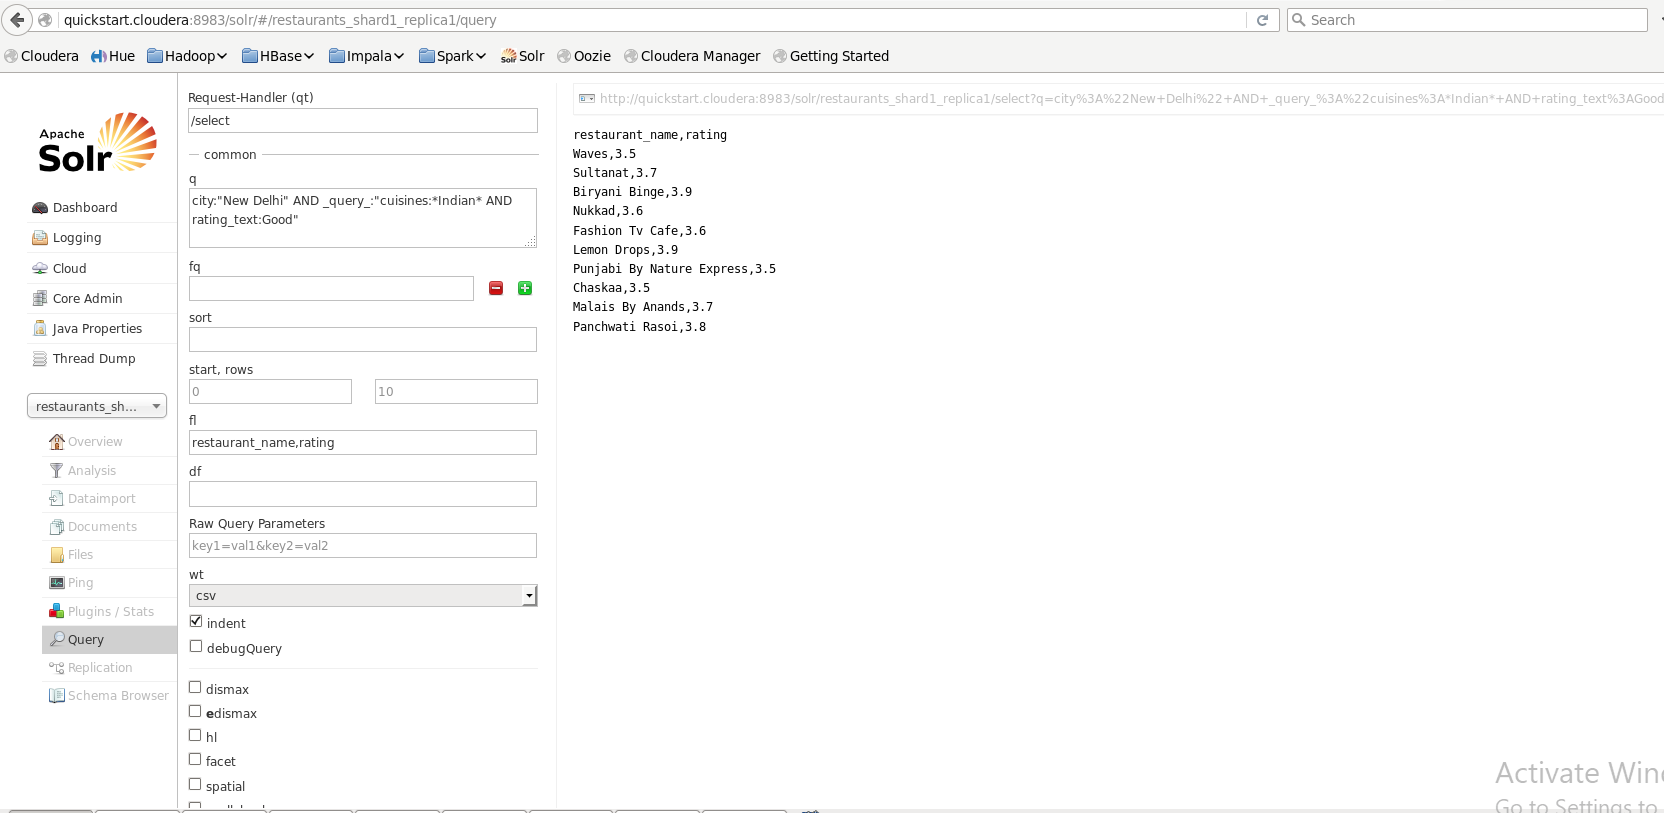 quickstart.cloudera:8983/solr/#/restaurants_shard1_replica1/query
Search
Cloudera
Hue
Hadoop
HBase
Impala
Spark
Solr
Oozie
Cloudera Manager
Getting Started
Apache
Solr
Dashboard
Logging
Cloud
Core Admin
Java Properties
Thread Dump
restaurants_sh...
Overview
Analysis
Dataimport
Documents
Files
Ping
Plugins / Stats
Query
Replication
Schema Browser
Request-Handler (qt)
/select
common
q
city:"New Delhi" AND _query_:"cuisines:*Indian* AND
rating_text:Good"
fq
sort
start, rows
0
10
fl
restaurant_name,rating
df
Raw Query Parameters
key1=val1&key2=val2
wt
csv
indent
debugQuery
dismax
edismax
hl
facet
spatial
http://quickstart.cloudera:8983/solr/restaurants_shard1_replica1/select?q=city%3A%22New+Delhi%22+AND+_query_%3A%22cuisines%3A*Indian*+AND+rating_text%3AGood
restaurant_name,rating
Waves,3.5
Sultanat,3.7
Biryani Binge,3.9
Nukkad,3.6
Fashion Tv Cafe,3.6
Lemon Drops,3.9
Punjabi By Nature Express,3.5
Chaskaa,3.5
Malais By Anands,3.7
Panchwati Rasoi,3.8
Activate Win
Go to Settings to